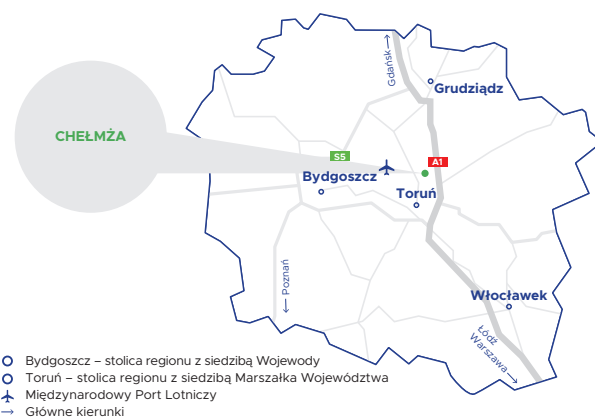 Gdańsk
Grudziądz
CHEŁMŻA
S5
A1
Bydgoszcz
Toruń
Poznań
Włocławek
Łódź
Warszawa
Bydgoszcz – stolica regionu z siedzibą Wojewody
Toruń – stolica regionu z siedzibą Marszałka Województwa
Międzynarodowy Port Lotniczy
Główne kierunki